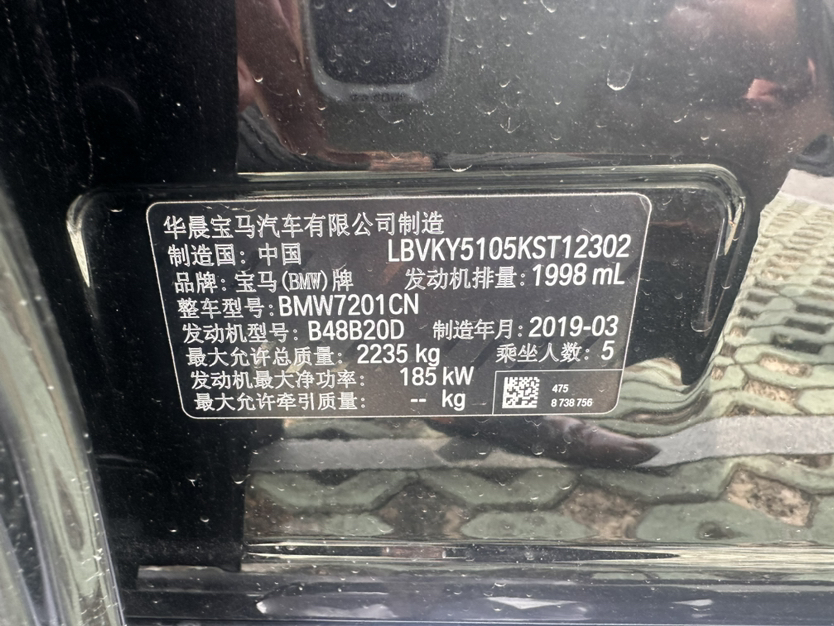 华晨宝马汽车有限公司制造
制造国：中国 LBVKY5105KST12302
品牌：宝马(BMW)牌 发动机排量：1998 mL
整车型号：BMW7201CN
发动机型号：B48B20D 制造年月：2019-03
最大允许总质量：2235 kg 乘坐人数：5
发动机最大净功率：185 kW
最大允许牵引质量：-- kg
475
8 738 756